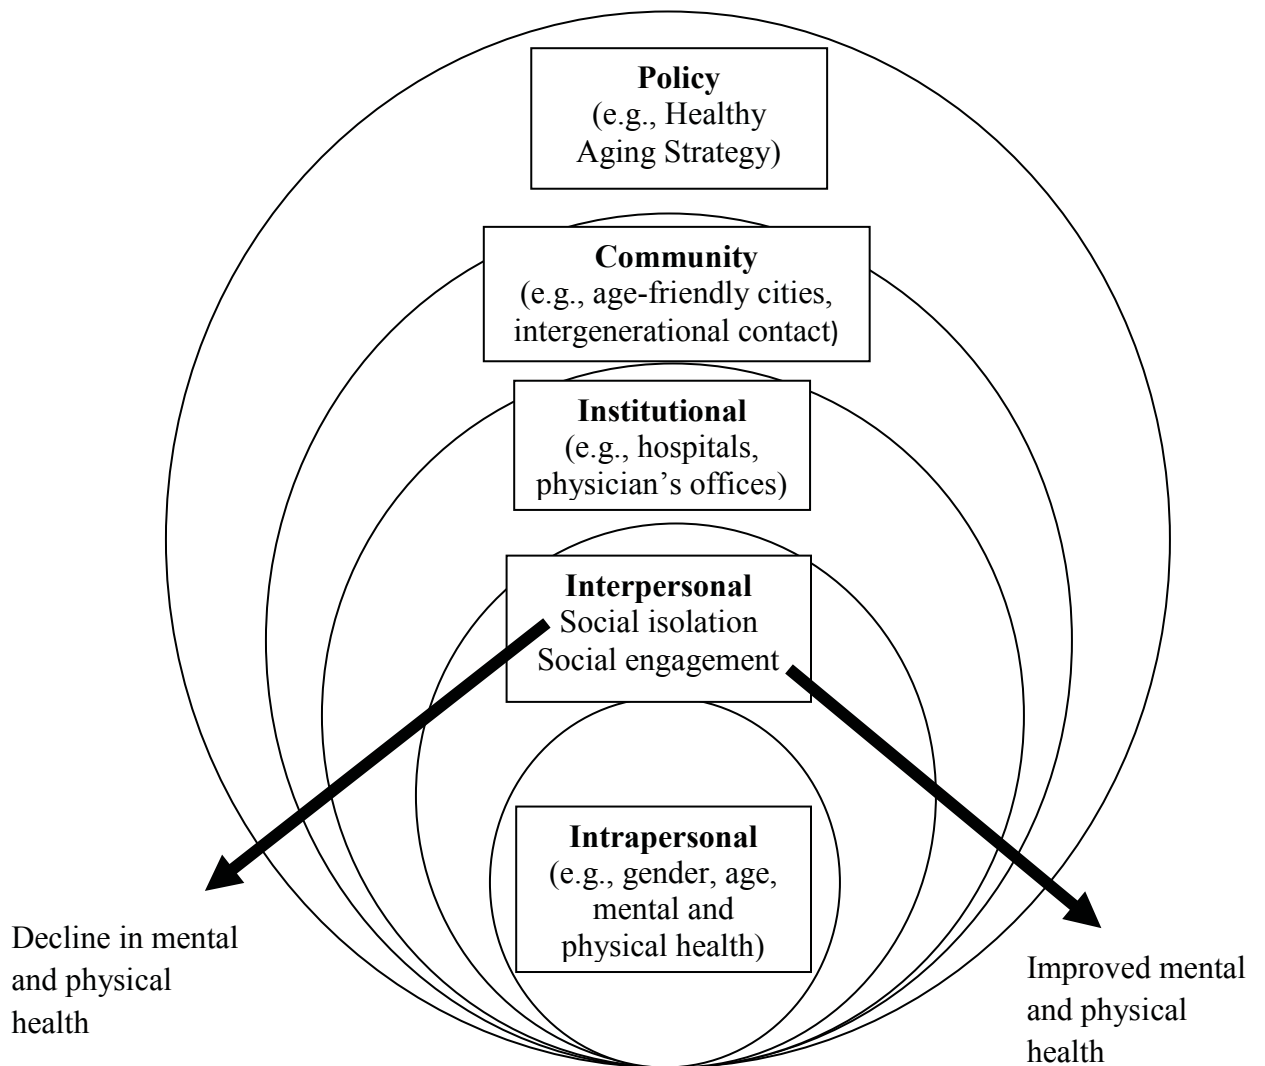 Policy
(e.g., Healthy
Aging Strategy)
Community
(e.g., age-friendly cities,
intergenerational contact)
Institutional
(e.g., hospitals,
physician’s offices)
Interpersonal
Social isolation
Social engagement
Intrapersonal
(e.g., gender, age,
mental and
physical health)
Decline in mental
and physical
health
Improved mental
and physical
health